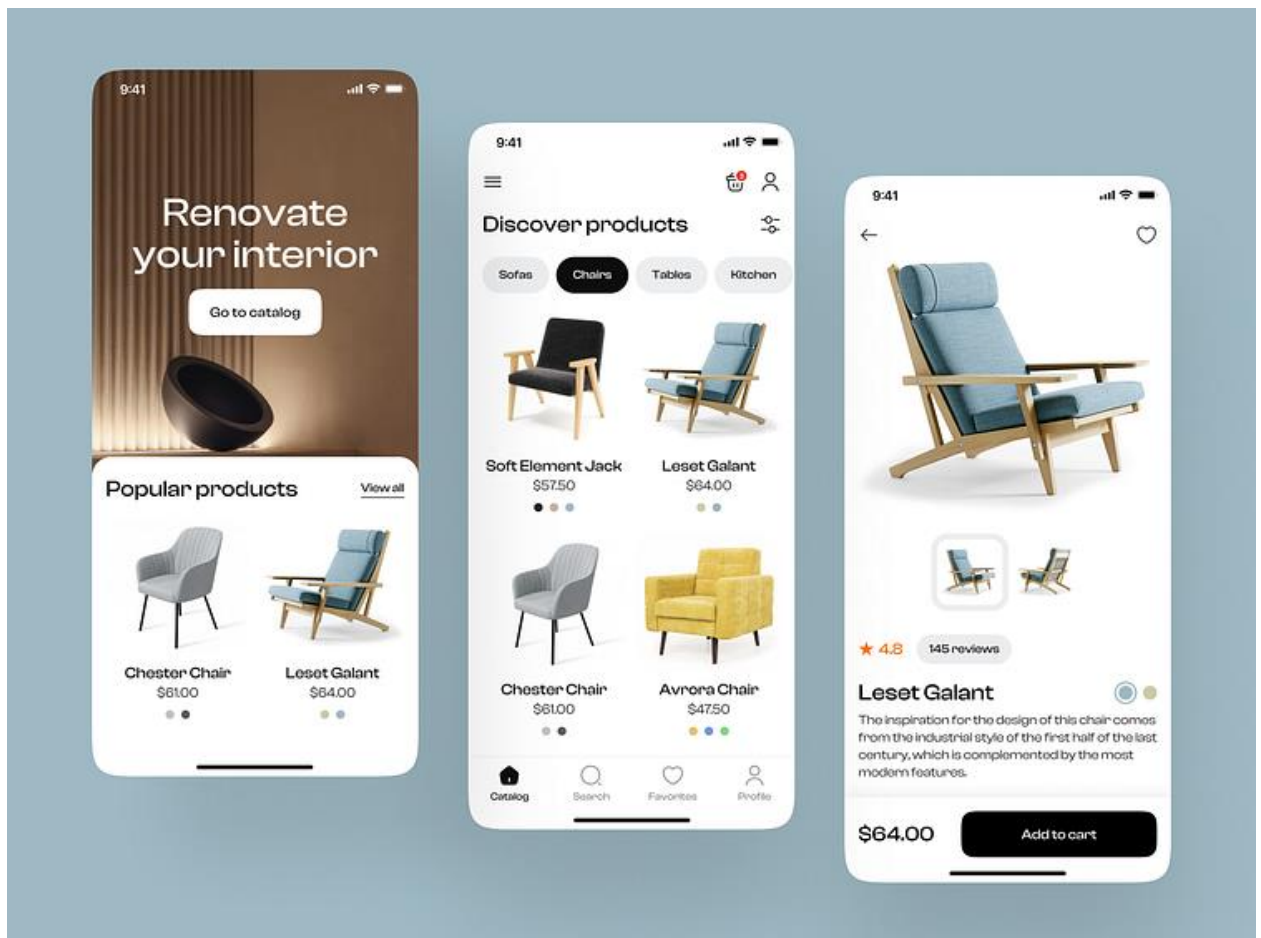 9:41
Renovate
your interior
Go to catalog
Popular products
View all
Chester Chair
$61.00
Leset Galant
$64.00
9:41
Discover products
Sofas
Chairs
Tables
Kitchen
Soft Element Jack
$57.50
Leset Galant
$64.00
Chester Chair
$61.00
Avrora Chair
$47.50
Catalog
Search
Favorites
Profile
9:41
★ 4.8
145 reviews
Leset Galant
The inspiration for the design of this chair comes
from the industrial style of the first half of the last
century, which is complemented by the most
modern features.
$64.00
Add to cart